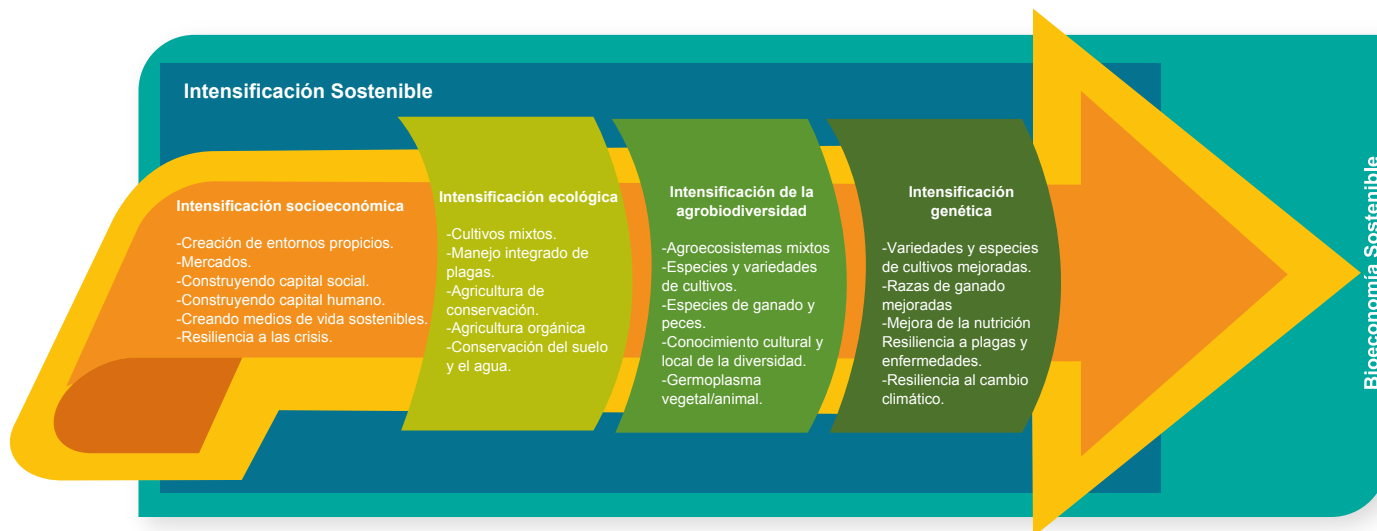 Intensificación Sostenible
Intensificación socioeconómica
-Creación de entornos propicios.
-Mercados.
-Construyendo capital social.
-Construyendo capital humano.
-Creando medios de vida sostenibles.
-Resiliencia a las crisis.
Intensificación ecológica
-Cultivos mixtos.
-Manejo integrado de
plagas.
-Agricultura de
conservación.
-Agricultura orgánica
-Conservación del suelo
y el agua.
Intensificación de la
agrobiodiversidad
-Agroecosistemas mixtos
-Especies y variedades
de cultivos.
-Especies de ganado y
peces.
-Conocimiento cultural y
local de la diversidad.
-Germoplasma
vegetal/animal.
Intensificación
genética
-Variedades y especies
de cultivos mejoradas.
-Razas de ganado
mejoradas
-Mejora de la nutrición
Resiliencia a plagas y
enfermedades.
-Resiliencia al cambio
climático.
Bioeconomía Sostenible